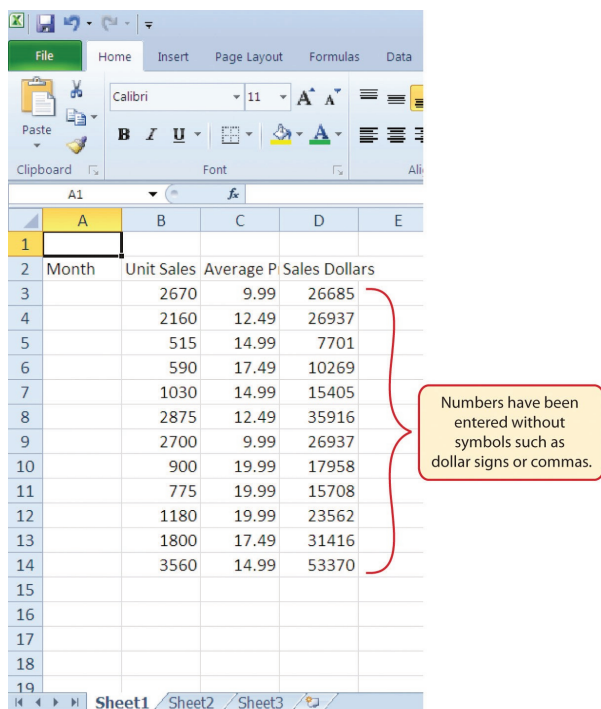 File Home Insert Page Layout Formulas Data
Calibri 11 A A
Paste B I U A
Clipboard Font Ali
A1 fx
A B C D E
1
2 Month Unit Sales Average P Sales Dollars
3 2670 9.99 26685
4 2160 12.49 26937
5 515 14.99 7701
6 590 17.49 10269
7 1030 14.99 15405
8 2875 12.49 35916
9 2700 9.99 26937
10 900 19.99 17958
11 775 19.99 15708
12 1180 19.99 23562
13 1800 17.49 31416
14 3560 14.99 53370
15
16
17
18
19
Sheet1 Sheet2 Sheet3
Numbers have been
entered without
symbols such as
dollar signs or commas.